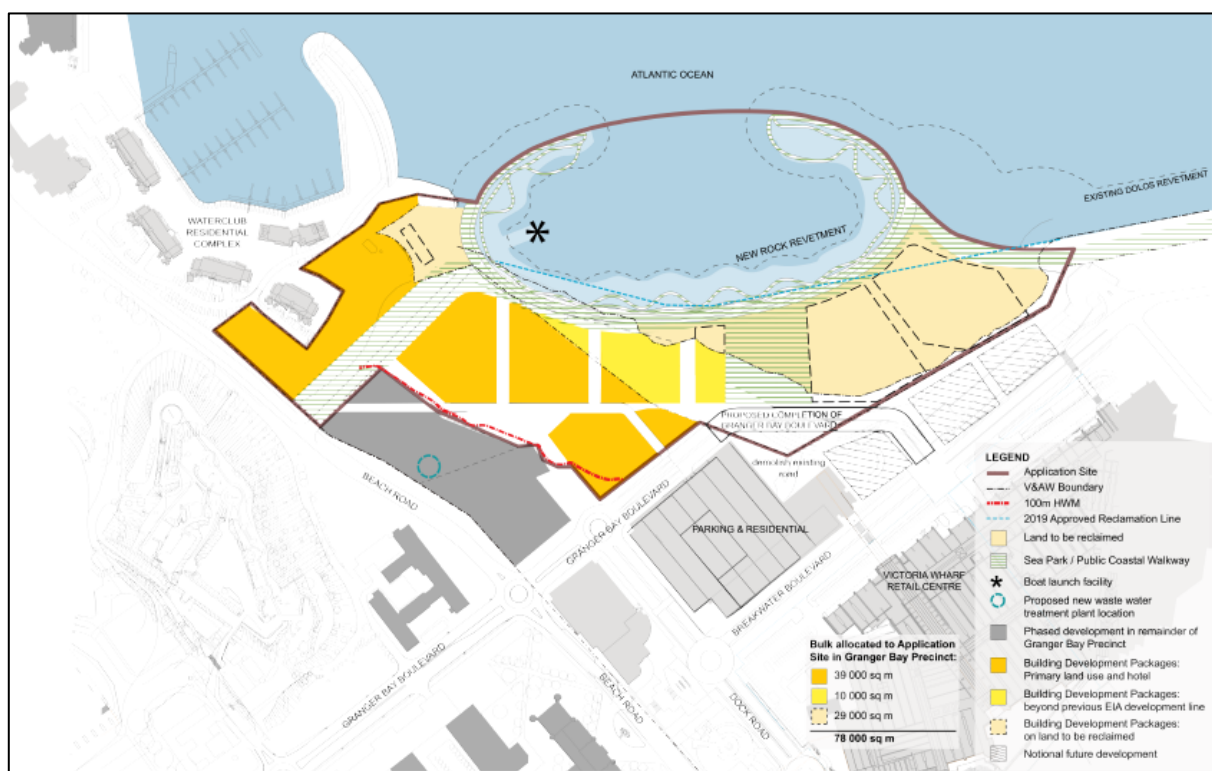 ATLANTIC OCEAN
EXISTING DOLOS REVETMENT
WATERCLUB
RESIDENTIAL
COMPLEX
*
NEW ROCK REVETMENT
PROPOSED COMPLETION OF
GRANGER BAY BOULEVARD
demolish existing
road
BEACH ROAD
GRANGER BAY BOULEVARD
PARKING & RESIDENTIAL
BREAKWATER BOULEVARD
VICTORIA WHARF
RETAIL CENTRE
GRANGER BAY BOULEVARD
BEACH ROAD
DOCK ROAD
Bulk allocated to Application
Site in Granger Bay Precinct:
39 000 sq m
10 000 sq m
29 000 sq m
78 000 sq m
LEGEND
Application Site
V&AW Boundary
100m HWM
2019 Approved Reclamation Line
Land to be reclaimed
Sea Park / Public Coastal Walkway
* Boat launch facility
Proposed new waste water
treatment plant location
Phased development in remainder of
Granger Bay Precinct
Building Development Packages:
Primary land use and hotel
Building Development Packages:
beyond previous EIA development line
Building Development Packages:
on land to be reclaimed
Notional future development